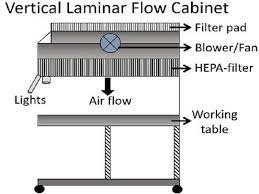 Vertical Laminar Flow Cabinet
Filter pad
Blower/Fan
HEPA-filter
Lights
Air flow
Working
table